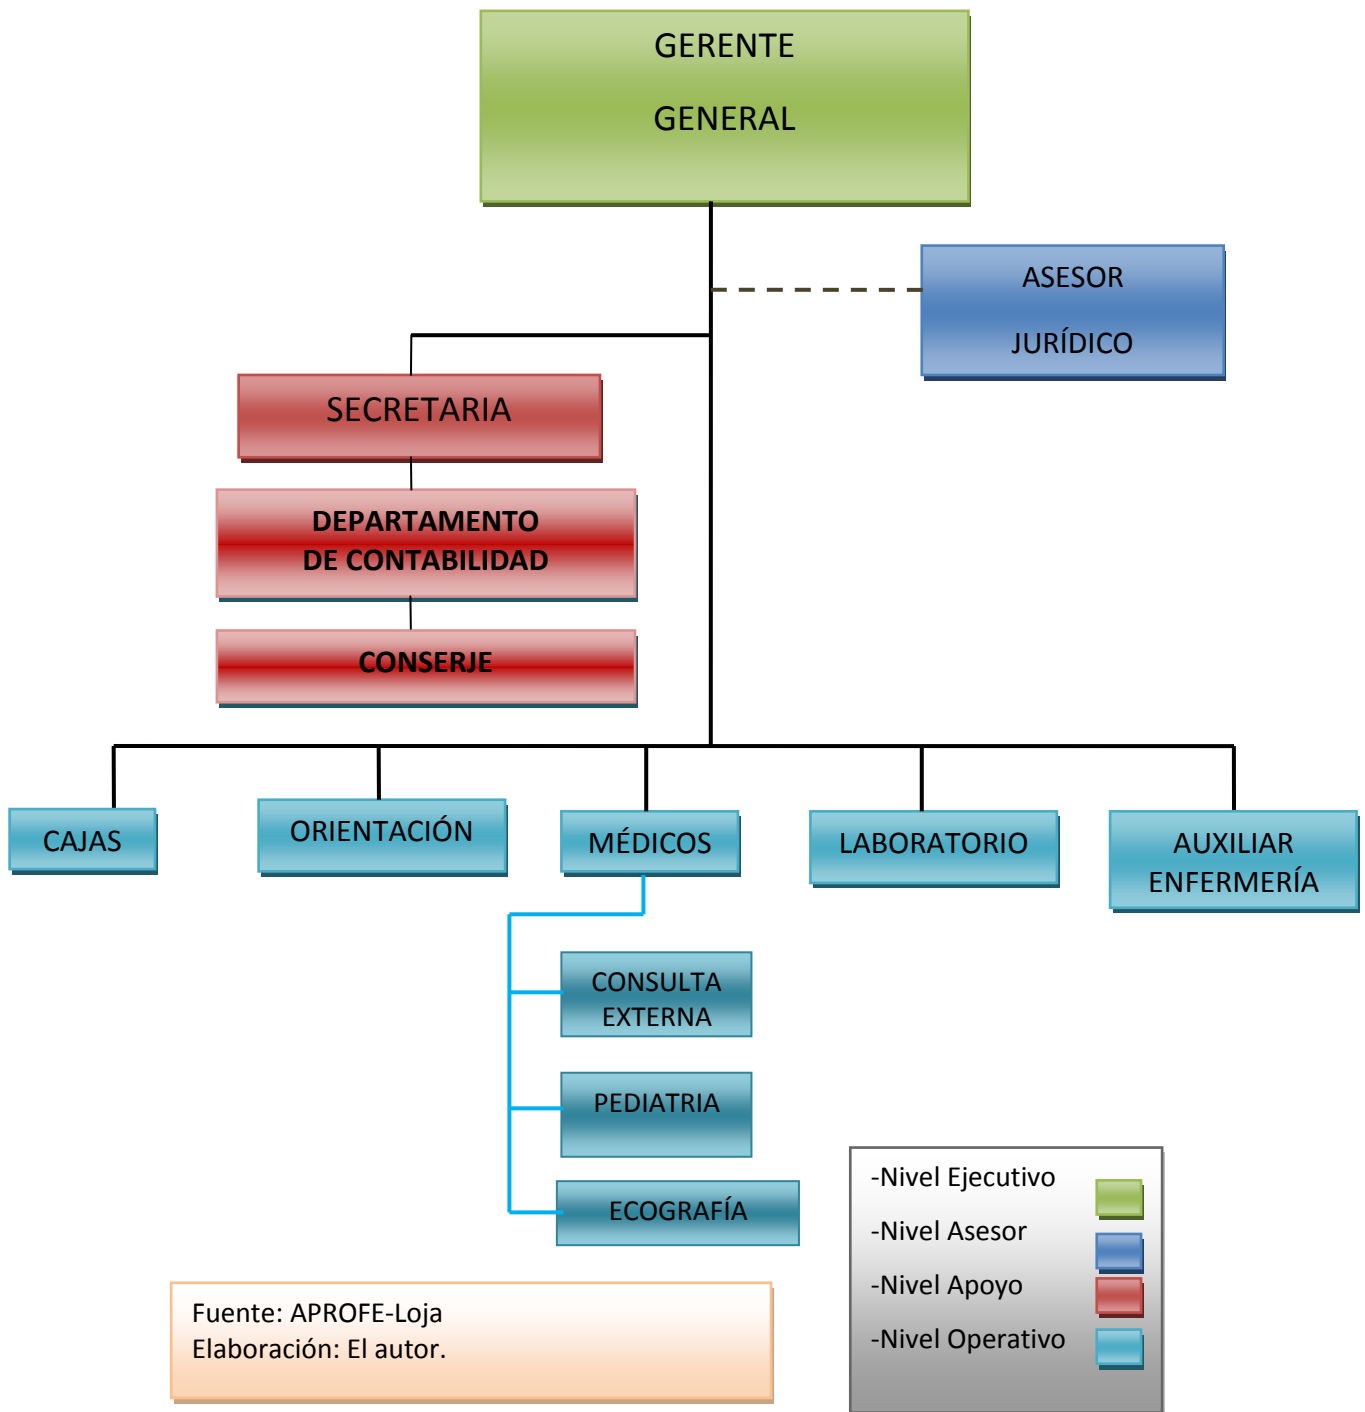 GERENTE
GENERAL
ASESOR
JURÍDICO
SECRETARIA
DEPARTAMENTO
DE CONTABILIDAD
CONSERJE
CAJAS
ORIENTACIÓN
MÉDICOS
LABORATORIO
AUXILIAR
ENFERMERÍA
CONSULTA
EXTERNA
PEDIATRIA
ECOGRAFÍA
-Nivel Ejecutivo
-Nivel Asesor
-Nivel Apoyo
-Nivel Operativo
Fuente: APROFE-Loja
Elaboración: El autor.